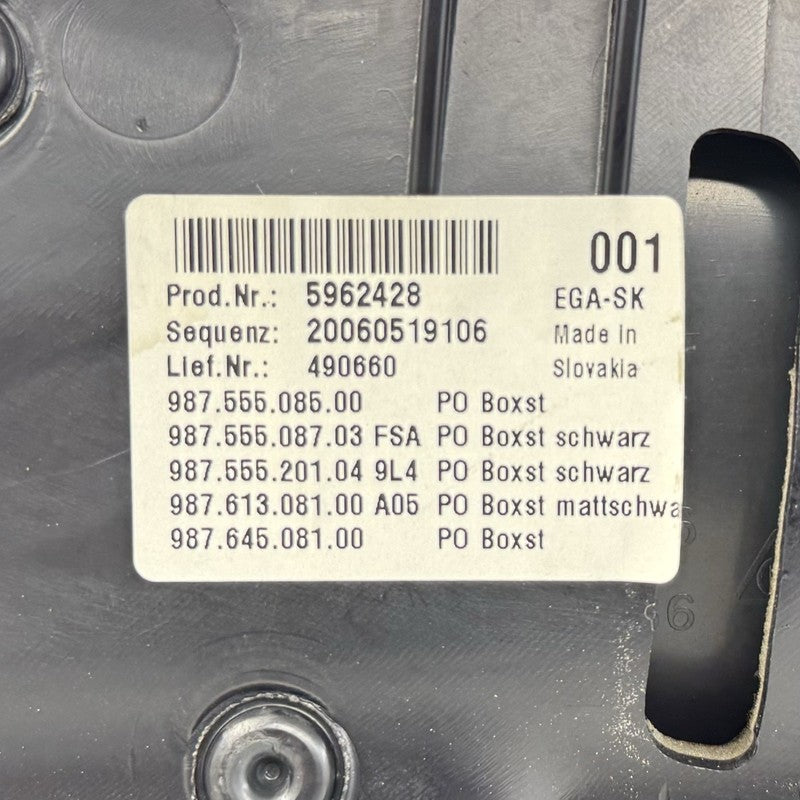 001
Prod.Nr.: 5962428 EGA-SK
Sequenz: 20060519106 Made in
Lief.Nr.: 490660 Slovakia
987.555.085.00 PO Boxst
987.555.087.03 FSA PO Boxst schwarz
987.555.201.04 9L4 PO Boxst schwarz
987.613.081.00 A05 PO Boxst mattschwa
987.645.081.00 PO Boxst
6